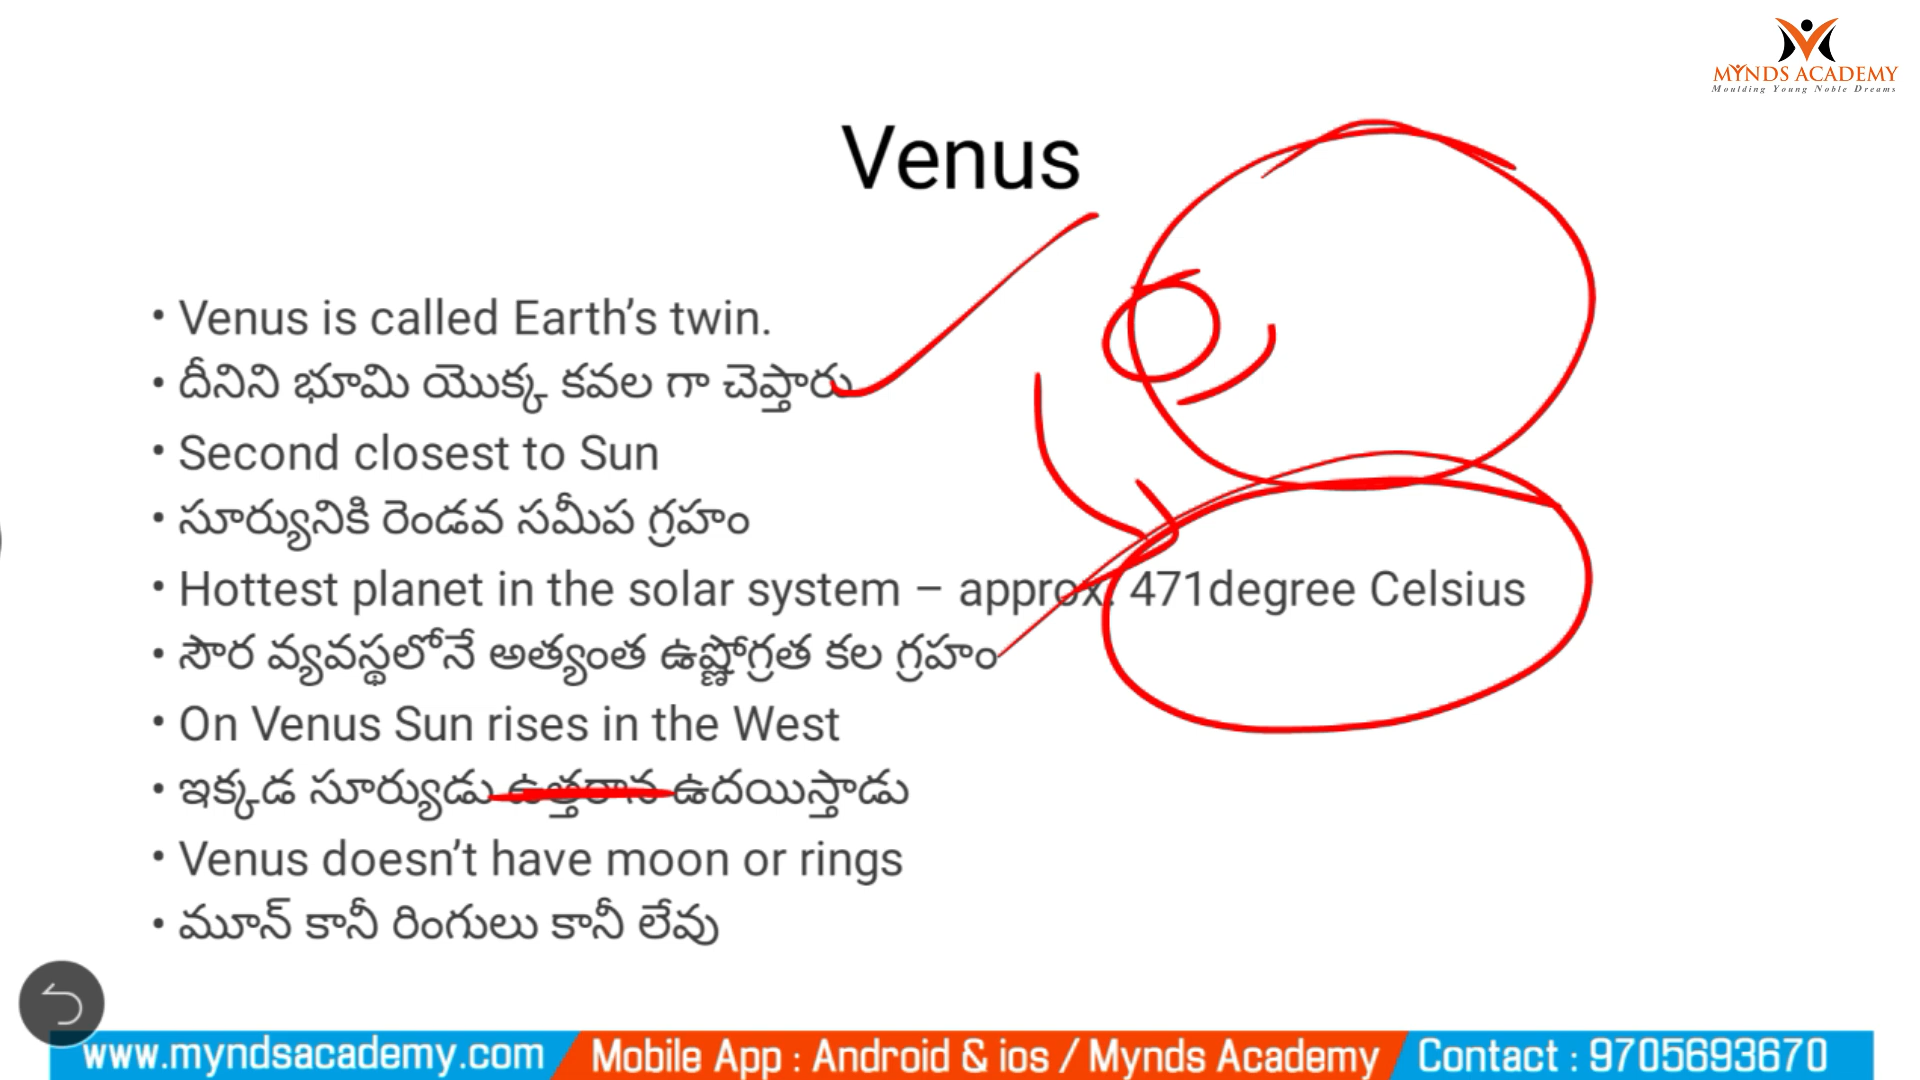 MYNDS ACADEMY
Moulding Young Noble Dreams
Venus
• Venus is called Earth’s twin.
• దీనిని భూమి యొక్క కవల గా చెప్తారు
• Second closest to Sun
• సూర్యునికి రెండవ సమీప గ్రహం
• Hottest planet in the solar system – approx. 471degree Celsius
• సౌర వ్యవస్థలోనే అత్యంత ఉష్ణోగ్రత కల గ్రహం
• On Venus Sun rises in the West
• ఇక్కడ సూర్యుడు ఉత్తరాన ఉదయిస్తాడు
• Venus doesn’t have moon or rings
• మూన్ కానీ రింగులు కానీ లేవు
www.myndsacademy.com Mobile App : Android & ios / Mynds Academy Contact : 9705693670